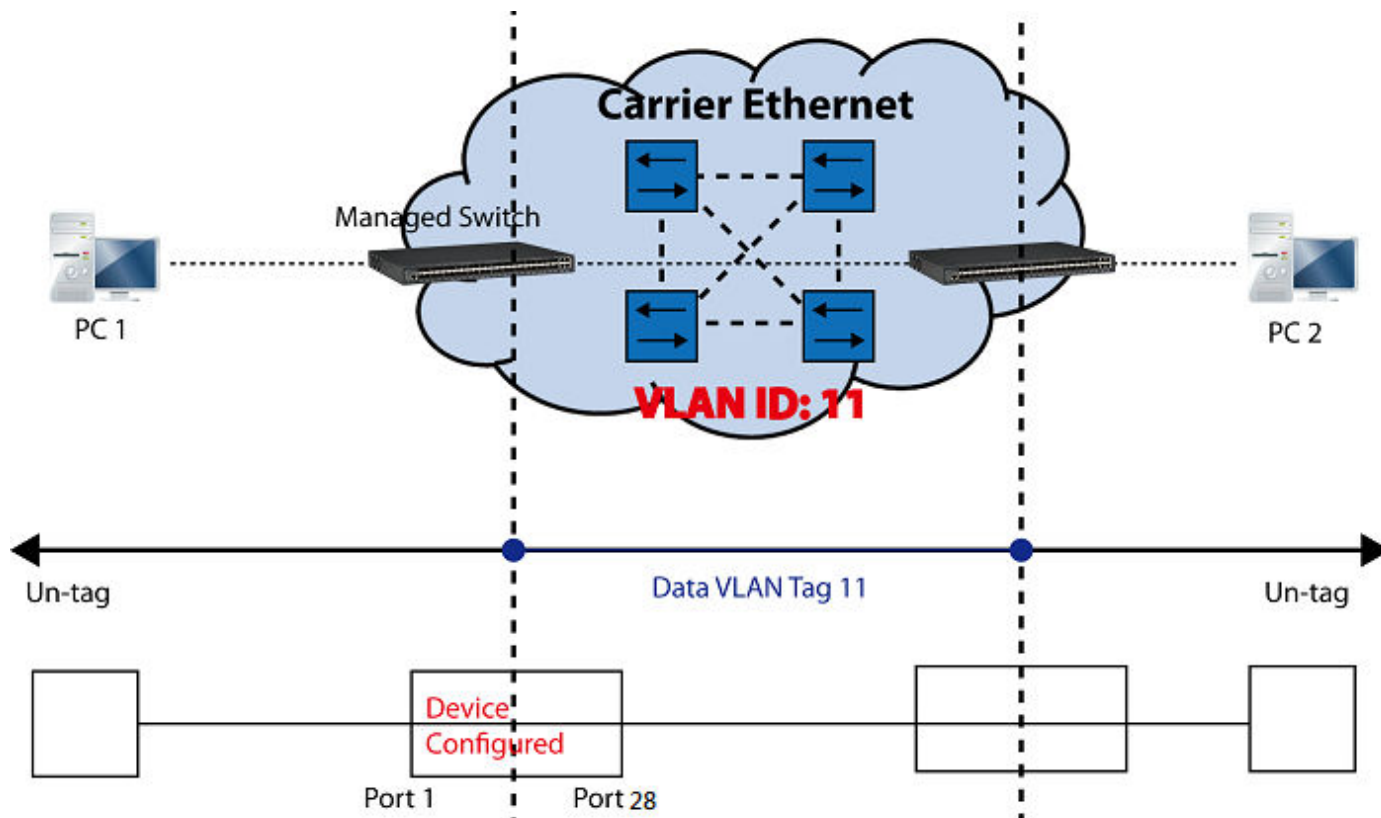 Carrier Ethernet
Managed Switch
PC 1
PC 2
VLAN ID: 11
Un-tag
Data VLAN Tag 11
Un-tag
Device
Configured
Port 1
Port 28